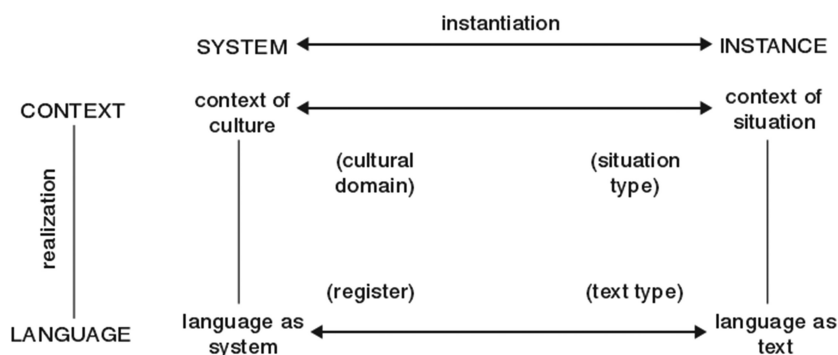 instantiation
SYSTEM INSTANCE
CONTEXT
context of
culture
context of
situation
(cultural
domain)
(situation
type)
realization
(register) (text type)
LANGUAGE
language as
system
language as
text